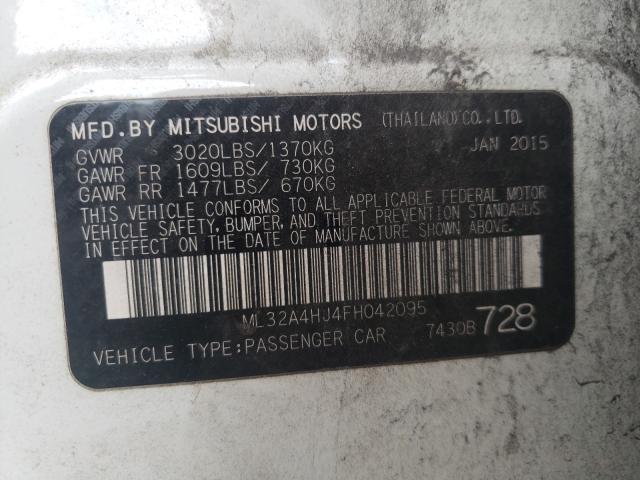 MFD.BY MITSUBISHI MOTORS (THAILAND)CO.,LTD.
GVWR 3020LBS/1370KG JAN 2015
GAWR FR 1609LBS/ 730KG
GAWR RR 1477LBS/ 670KG
THIS VEHICLE CONFORMS TO ALL APPLICABLE FEDERAL MOTOR
VEHICLE SAFETY, BUMPER, AND THEFT PREVENTION STANDARDS
IN EFFECT ON THE DATE OF MANUFACTURE SHOWN ABOVE.
ML32A4HJ4FH042095
VEHICLE TYPE:PASSENGER CAR 7430B 728